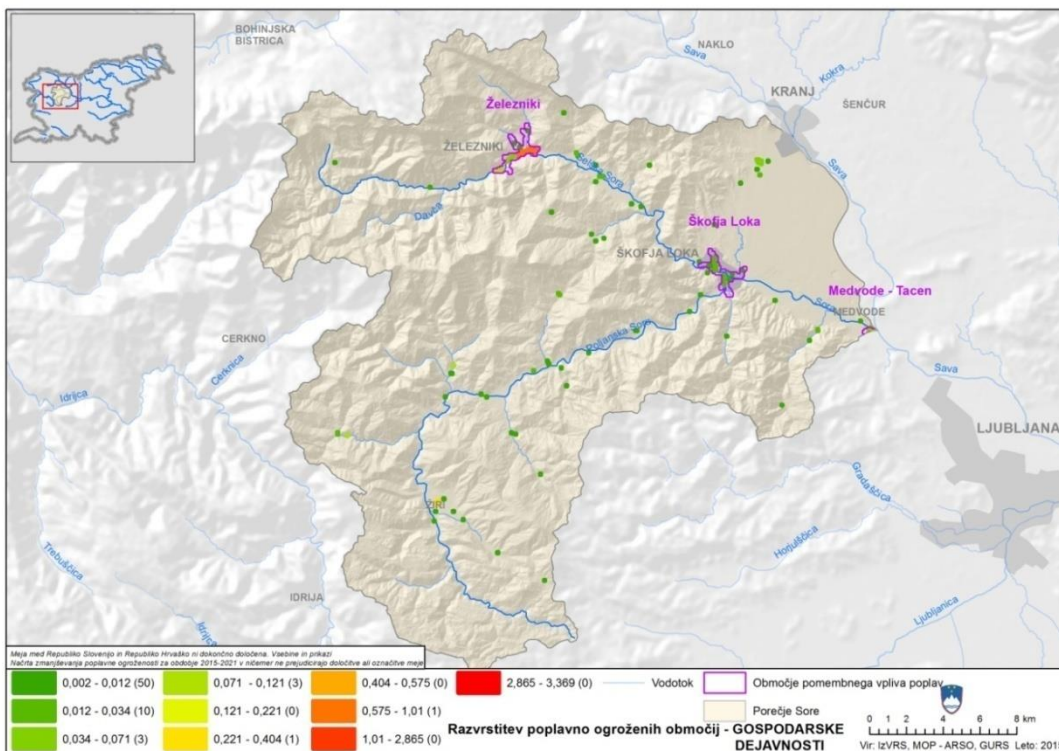 BOHINJSKA
BISTRICA
NAKLO
Sava
Kokra
KRANJ
ŠENČUR
Železniki
ŽELEZNIKI
Selška Sora
Sava
Davča
Škofja Loka
ŠKOFJA LOKA
Medvode - Tacen
Sora
MEDVODE
Poljanska Sora
CERKNO
Cerknica
Sava
Idrijca
LJUBLJANA
Gradaščica
ŽIRI
Horjulščica
Trebuščica
IDRIJA
Idrijca
Ljubljanica
Meja med Republiko Slovenijo in Republiko Hrvaško ni dokončno določena. Vsebine in prikazi
Načrta zmanjševanja poplavne ogroženosti za obdobje 2015-2021 v ničemer ne prejudicirajo določitve ali označitve meje
0,002 - 0,012 (50)
0,012 - 0,034 (10)
0,034 - 0,071 (3)
0,071 - 0,121 (3)
0,121 - 0,221 (0)
0,221 - 0,404 (1)
0,404 - 0,575 (0)
0,575 - 1,01 (1)
1,01 - 2,865 (0)
2,865 - 3,369 (0)
Vodotok
Območje pomembnega vpliva poplav
Porečje Sore
Razvrstitev poplavno ogroženih območij - GOSPODARSKE
DEJAVNOSTI
0 2 4 6 8 km
Vir: IzVRS, MOP - ARSO, GURS Leto: 201